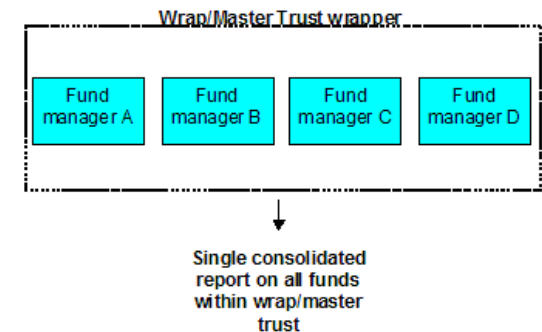 Wrap/Master Trust wrapper
Fund
manager A
Fund
manager B
Fund
manager C
Fund
manager D
Single consolidated
report on all funds
within wrap/master
trust